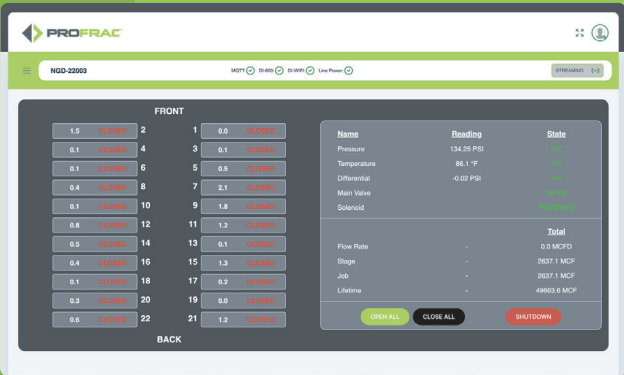 PROFRAC
NGD-22003 MQTT DI-600 DI-WIFI Line Power STREAMING
FRONT
1.5 CLOSED 2 1 0.0 CLOSED
0.1 CLOSED 4 3 0.1 CLOSED
0.1 CLOSED 6 5 0.5 CLOSED
0.4 CLOSED 8 7 2.1 CLOSED
0.1 CLOSED 10 9 1.8 CLOSED
0.8 CLOSED 12 11 1.2 CLOSED
0.5 CLOSED 14 13 0.1 CLOSED
0.4 CLOSED 16 15 1.3 CLOSED
0.1 CLOSED 18 17 0.2 CLOSED
0.3 CLOSED 20 19 0.0 CLOSED
0.6 CLOSED 22 21 1.2 CLOSED
BACK
Name Reading State
Pressure 134.25 PSI OK
Temperature 86.1 °F OK
Differential -0.02 PSI OK
Main Valve OPEN
Solenoid
Total
Flow Rate - 0.0 MCFD
Stage - 2637.1 MCF
Job - 2637.1 MCF
Lifetime - 49663.6 MCF
OPEN ALL CLOSE ALL SHUTDOWN